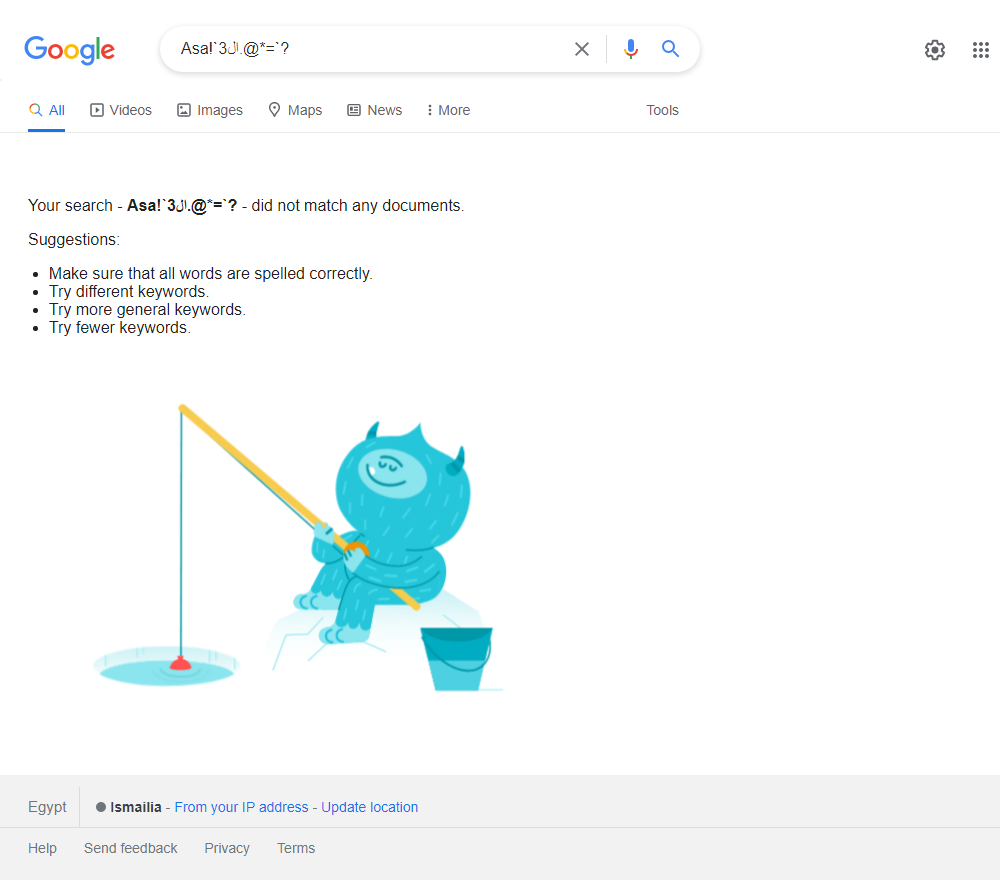 Google
Asa!`3ال.@*=`?
All Videos Images Maps News More Tools
Your search - Asa!`3ال.@*=`? - did not match any documents.
Suggestions:
Make sure that all words are spelled correctly.
Try different keywords.
Try more general keywords.
Try fewer keywords.
Egypt Ismailia - From your IP address - Update location
Help Send feedback Privacy Terms